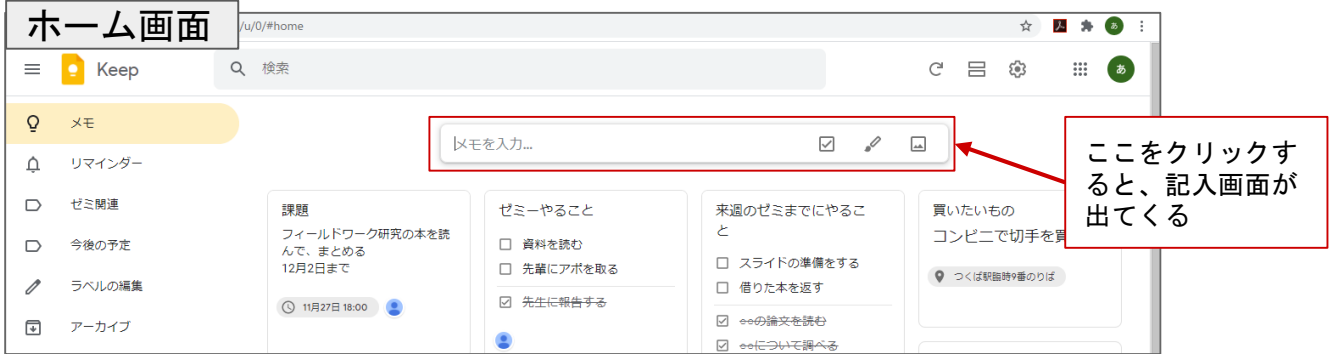 ホーム画面
/u/0/#home
あ
Keep
検索
あ
メモ
リマインダー
ゼミ関連
今後の予定
ラベルの編集
アーカイブ
メモを入力...
ここをクリックす
ると、記入画面が
出てくる
課題
フィールドワーク研究の本を読
んで、まとめる
12月2日まで
11月27日 18:00
ゼミーやること
資料を読む
先輩にアポを取る
先生に報告する
来週のゼミまでにやるこ
と
スライドの準備をする
借りた本を返す
○○の論文を読む
○○について調べる
買いたいもの
コンビニで切手を買
つくば駅臨時9番のりば